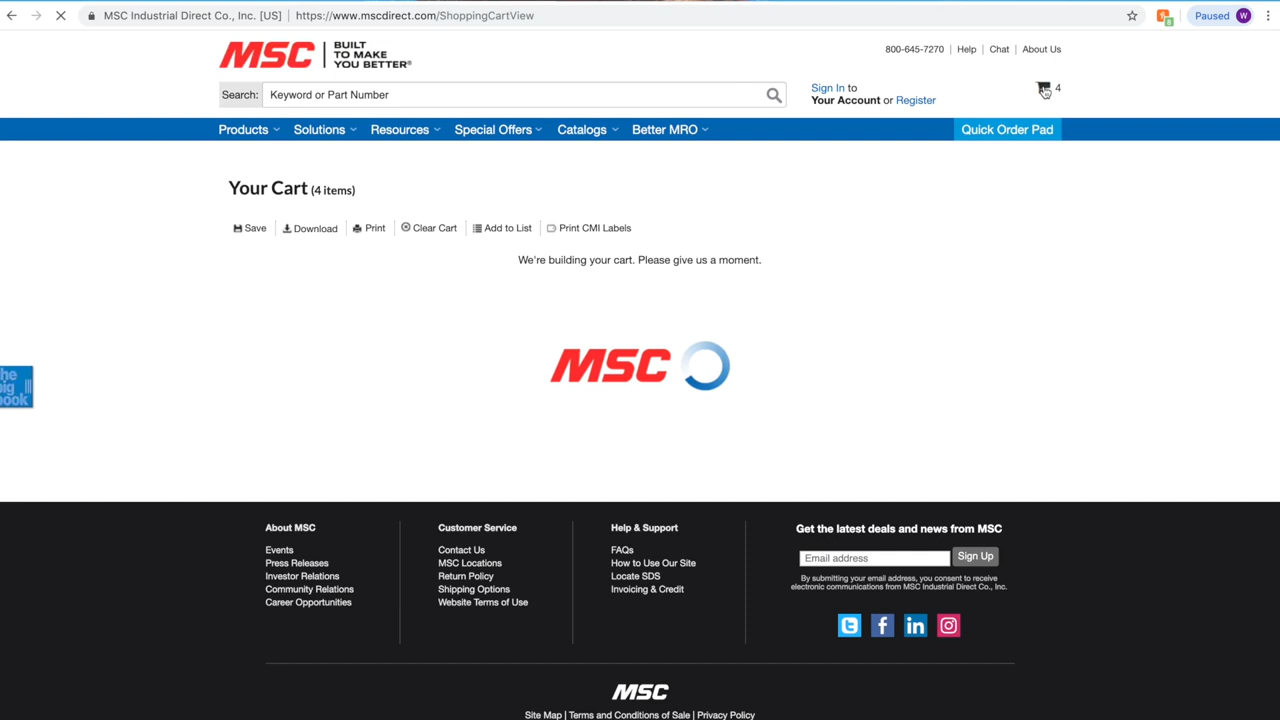 MSC Industrial Direct Co., Inc. [US] | https://www.mscdirect.com/ShoppingCartView
8
Paused W
MSC | BUILT
TO MAKE
YOU BETTER®
800-645-7270 | Help | Chat | About Us
Search: Keyword or Part Number
Sign In to
Your Account or Register
4
Products Solutions Resources Special Offers Catalogs Better MRO Quick Order Pad
Your Cart (4 items)
Save Download Print Clear Cart Add to List Print CMI Labels
We're building your cart. Please give us a moment.
MSC
the
big
book
About MSC
Events
Press Releases
Investor Relations
Community Relations
Career Opportunities
Customer Service
Contact Us
MSC Locations
Return Policy
Shipping Options
Website Terms of Use
Help & Support
FAQs
How to Use Our Site
Locate SDS
Invoicing & Credit
Get the latest deals and news from MSC
Email address Sign Up
By submitting your email address, you consent to receive
electronic communications from MSC Industrial Direct Co., Inc.
MSC
Site Map | Terms and Conditions of Sale | Privacy Policy